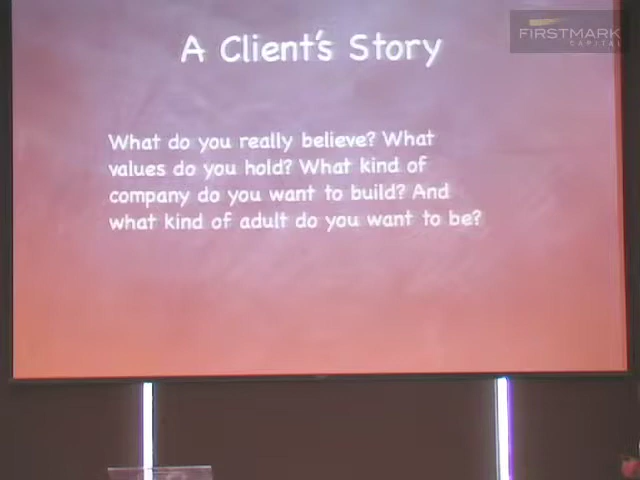 FIRSTMARK
CAPITAL
A Client's Story
What do you really believe? What
values do you hold? What kind of
company do you want to build? And
what kind of adult do you want to be?